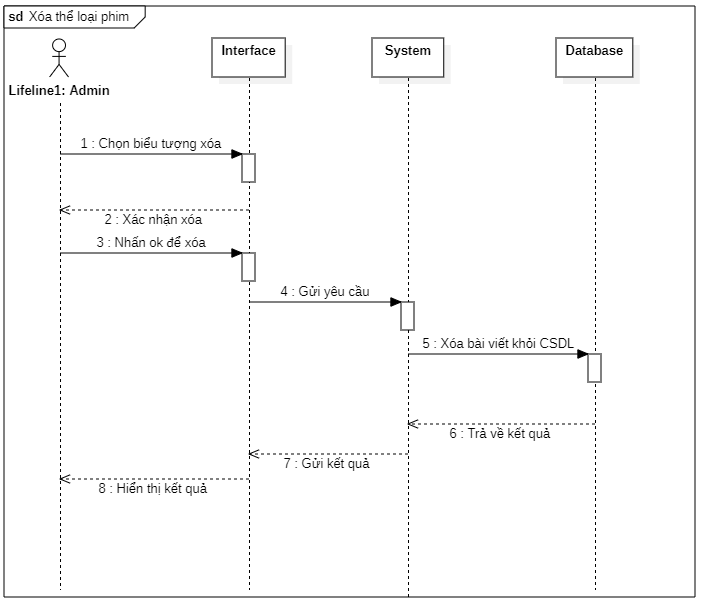 sd Xóa thể loại phim
Interface
System
Database
Lifeline1: Admin
1 : Chọn biểu tượng xóa
2 : Xác nhận xóa
3 : Nhấn ok để xóa
4 : Gửi yêu cầu
5 : Xóa bài viết khỏi CSDL
6 : Trả về kết quả
7 : Gửi kết quả
8 : Hiển thị kết quả